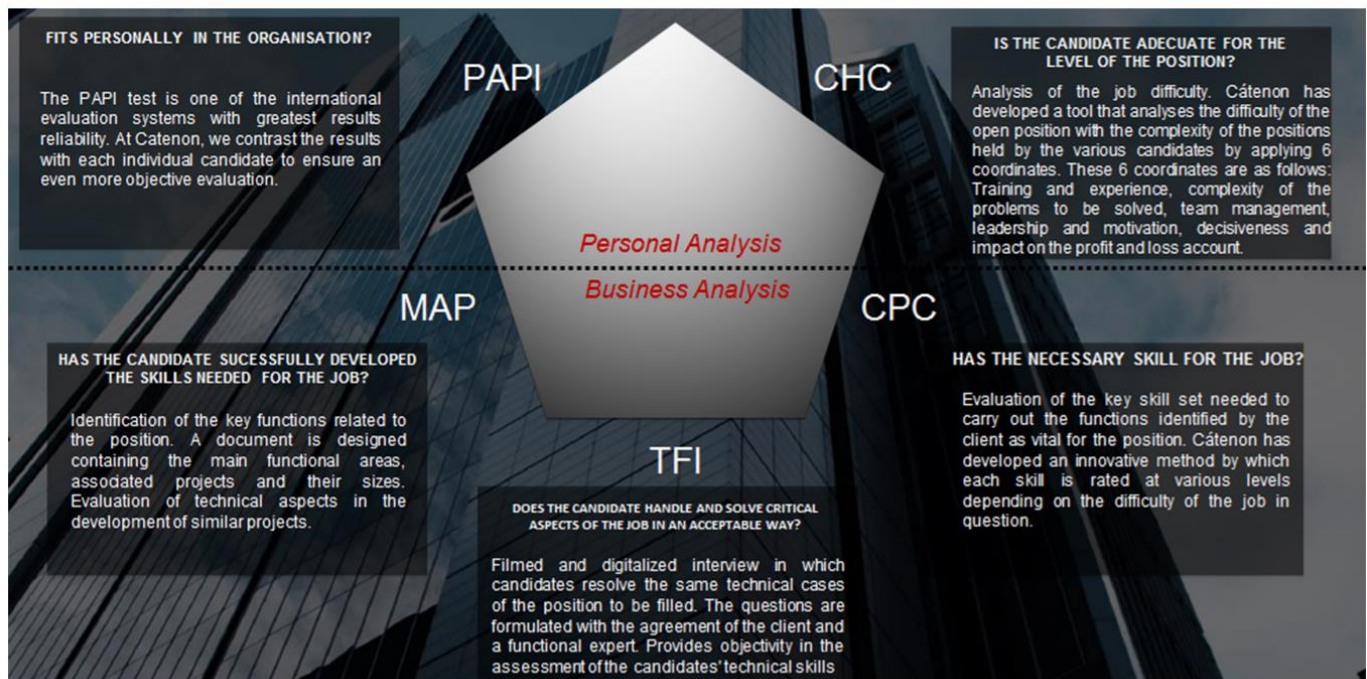 FITS PERSONALLY IN THE ORGANISATION?
The PAPI test is one of the international
evaluation systems with greatest results
reliability. At Catenon, we contrast the results
with each individual candidate to ensure an
even more objective evaluation.
PAPI
CHC
IS THE CANDIDATE ADEQUATE FOR THE
LEVEL OF THE POSITION?
Analysis of the job difficulty. Cátenon has
developed a tool that analyses the difficulty of the
open position with the complexity of the positions
held by the various candidates by applying 6
coordinates. These 6 coordinates are as follows:
Training and experience, complexity of the
problems to be solved, team management,
leadership and motivation, decisiveness and
impact on the profit and loss account.
Personal Analysis
Business Analysis
MAP
CPC
HAS THE CANDIDATE SUCESSFULLY DEVELOPED
THE SKILLS NEEDED FOR THE JOB?
Identification of the key functions related to
the position. A document is designed
containing the main functional areas,
associated projects and their sizes.
Evaluation of technical aspects in the
development of similar projects.
HAS THE NECESSARY SKILL FOR THE JOB?
Evaluation of the key skill set needed to
carry out the functions identified by the
client as vital for the position. Cátenon has
developed an innovative method by which
each skill is rated at various levels
depending on the difficulty of the job in
question.
TFI
DOES THE CANDIDATE HANDLE AND SOLVE CRITICAL
ASPECTS OF THE JOB IN AN ACCEPTABLE WAY?
Filmed and digitalized interview in which
candidates resolve the same technical cases
of the position to be filled. The questions are
formulated with the agreement of the client and
a functional expert. Provides objectivity in the
assessment of the candidates' technical skills